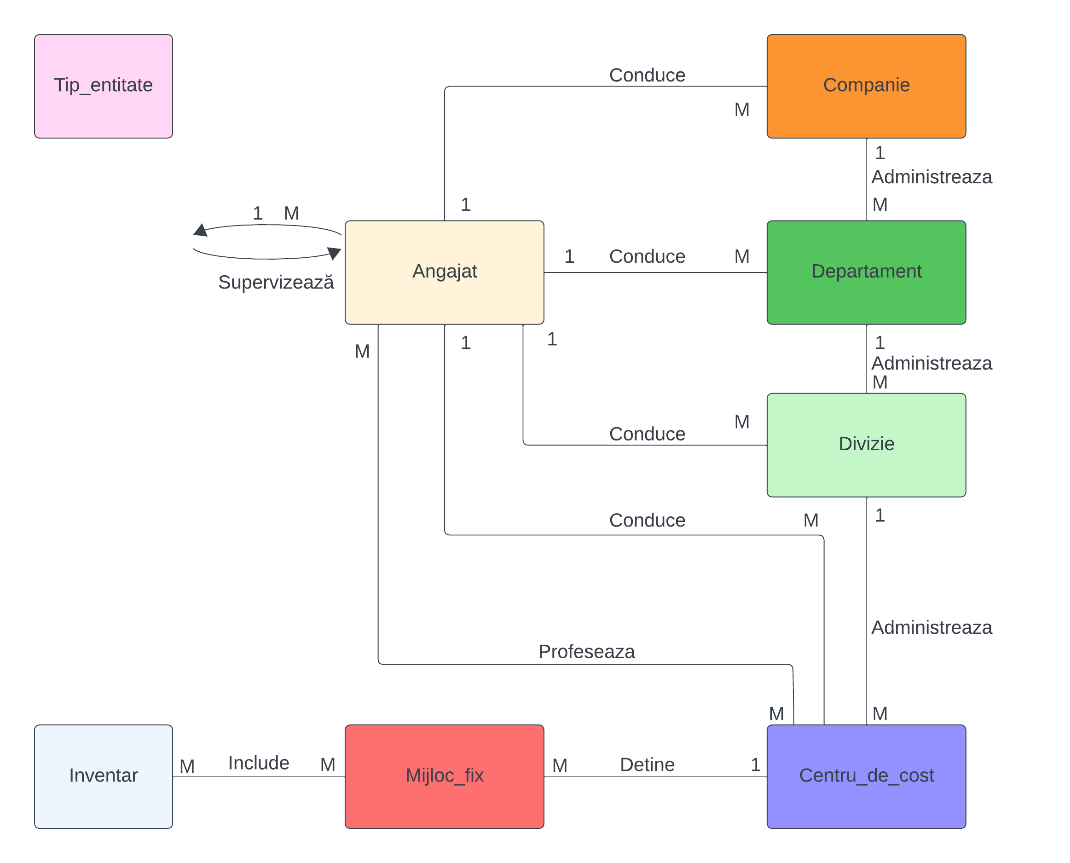 Conduce
Companie
Tip_entitate
M
1
Administreaza
1
M
1 M
1
Conduce
M
Angajat
Departament
Supervizează
M
1
1
1
Administreaza
M
M
Conduce
Divizie
1
Conduce
M
Administreaza
Profeseaza
M
M
Include
M
M
M
Detine
1
Inventar
Mijloc_fix
Centru_de_cost